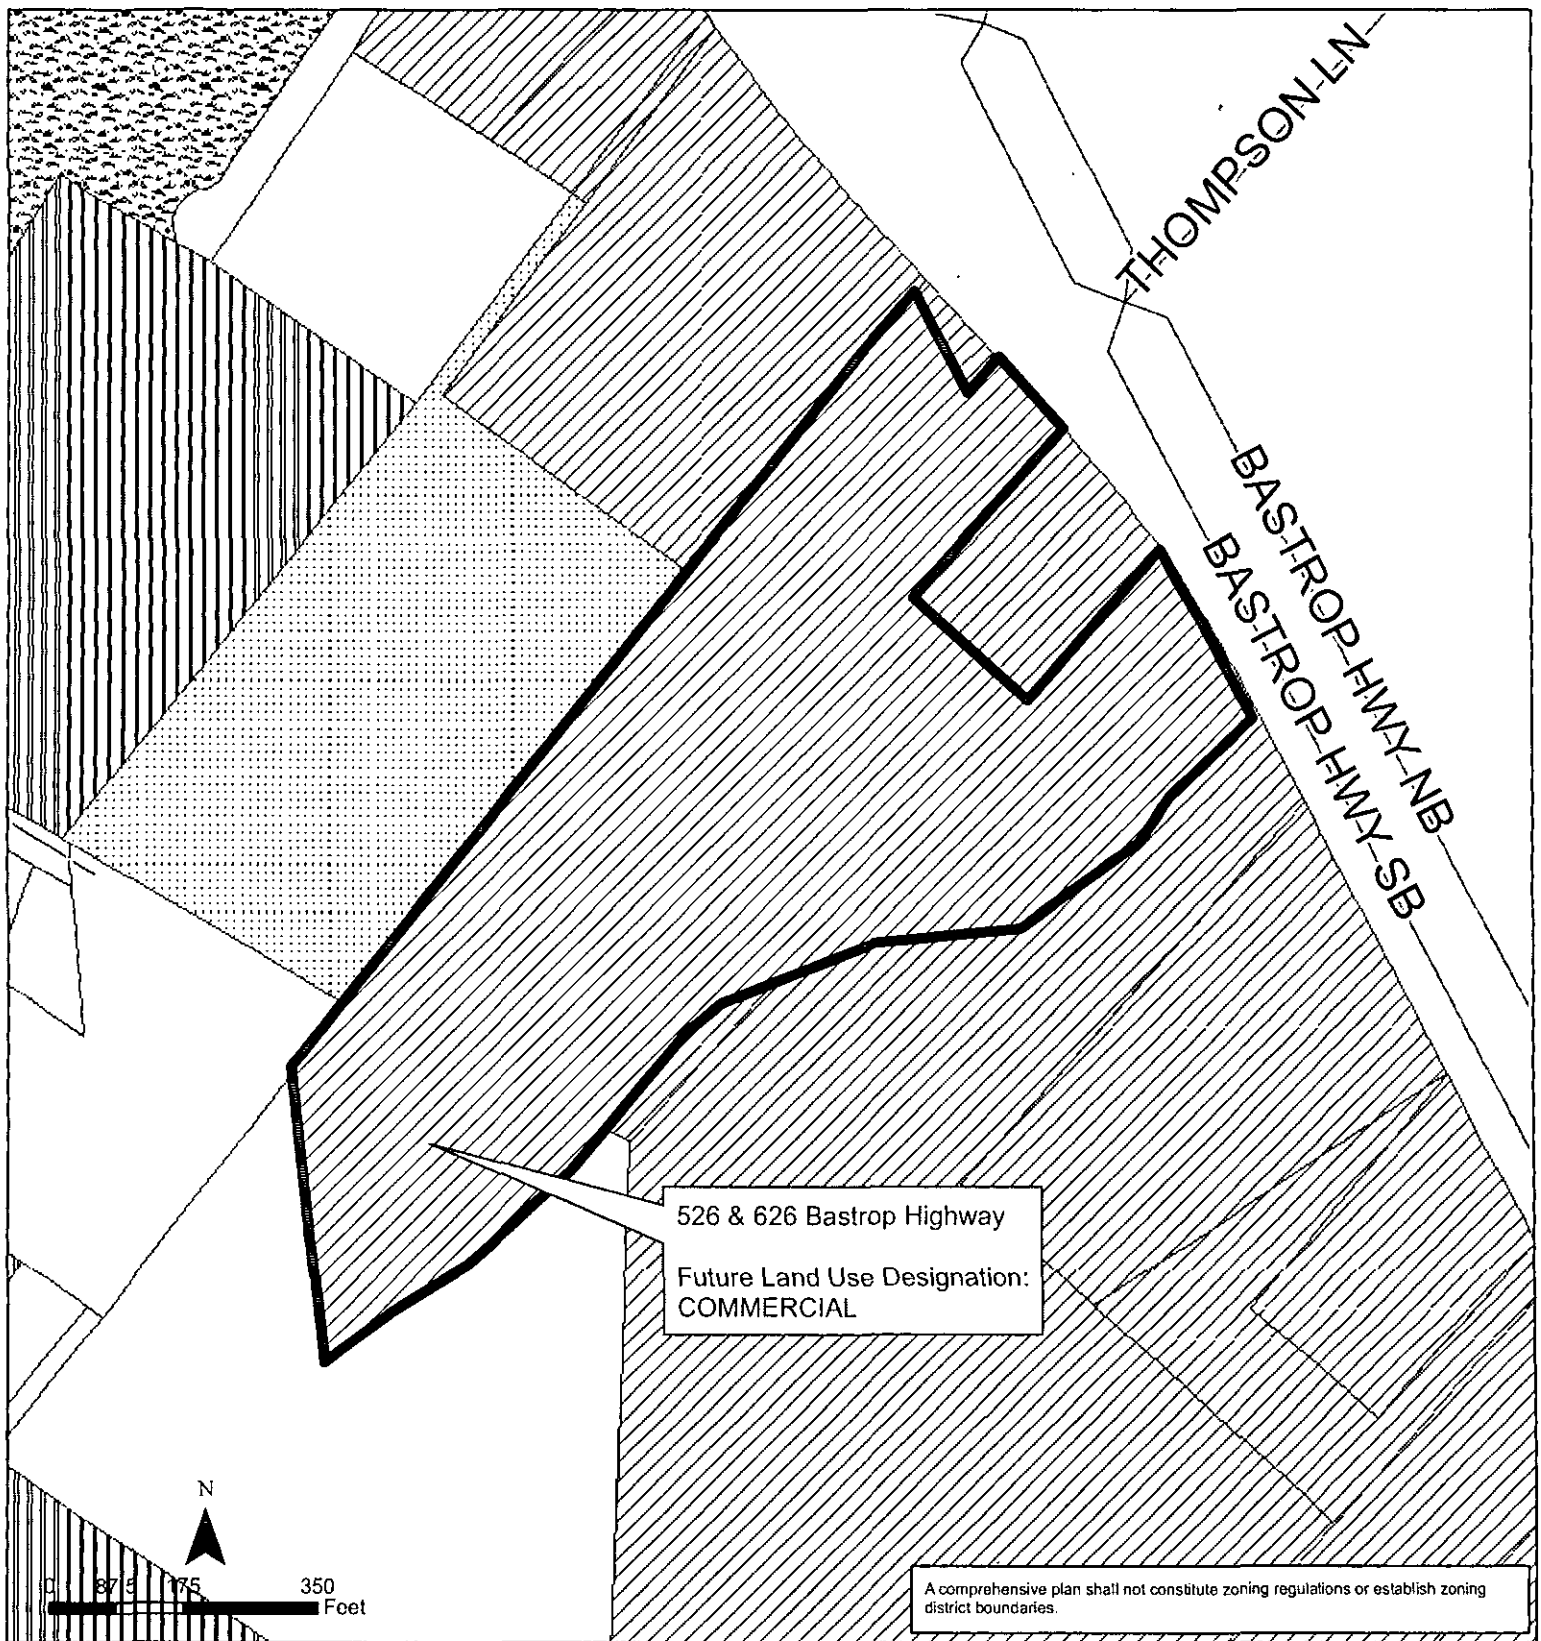 THOMPSON LN
BASTROP HWY NB
BASTROP HWY SB
526 & 626 Bastrop Highway
Future Land Use Designation:
COMMERCIAL
N
0 87.5 175 350
Feet
A comprehensive plan shall not constitute zoning regulations or establish zoning
district boundaries.